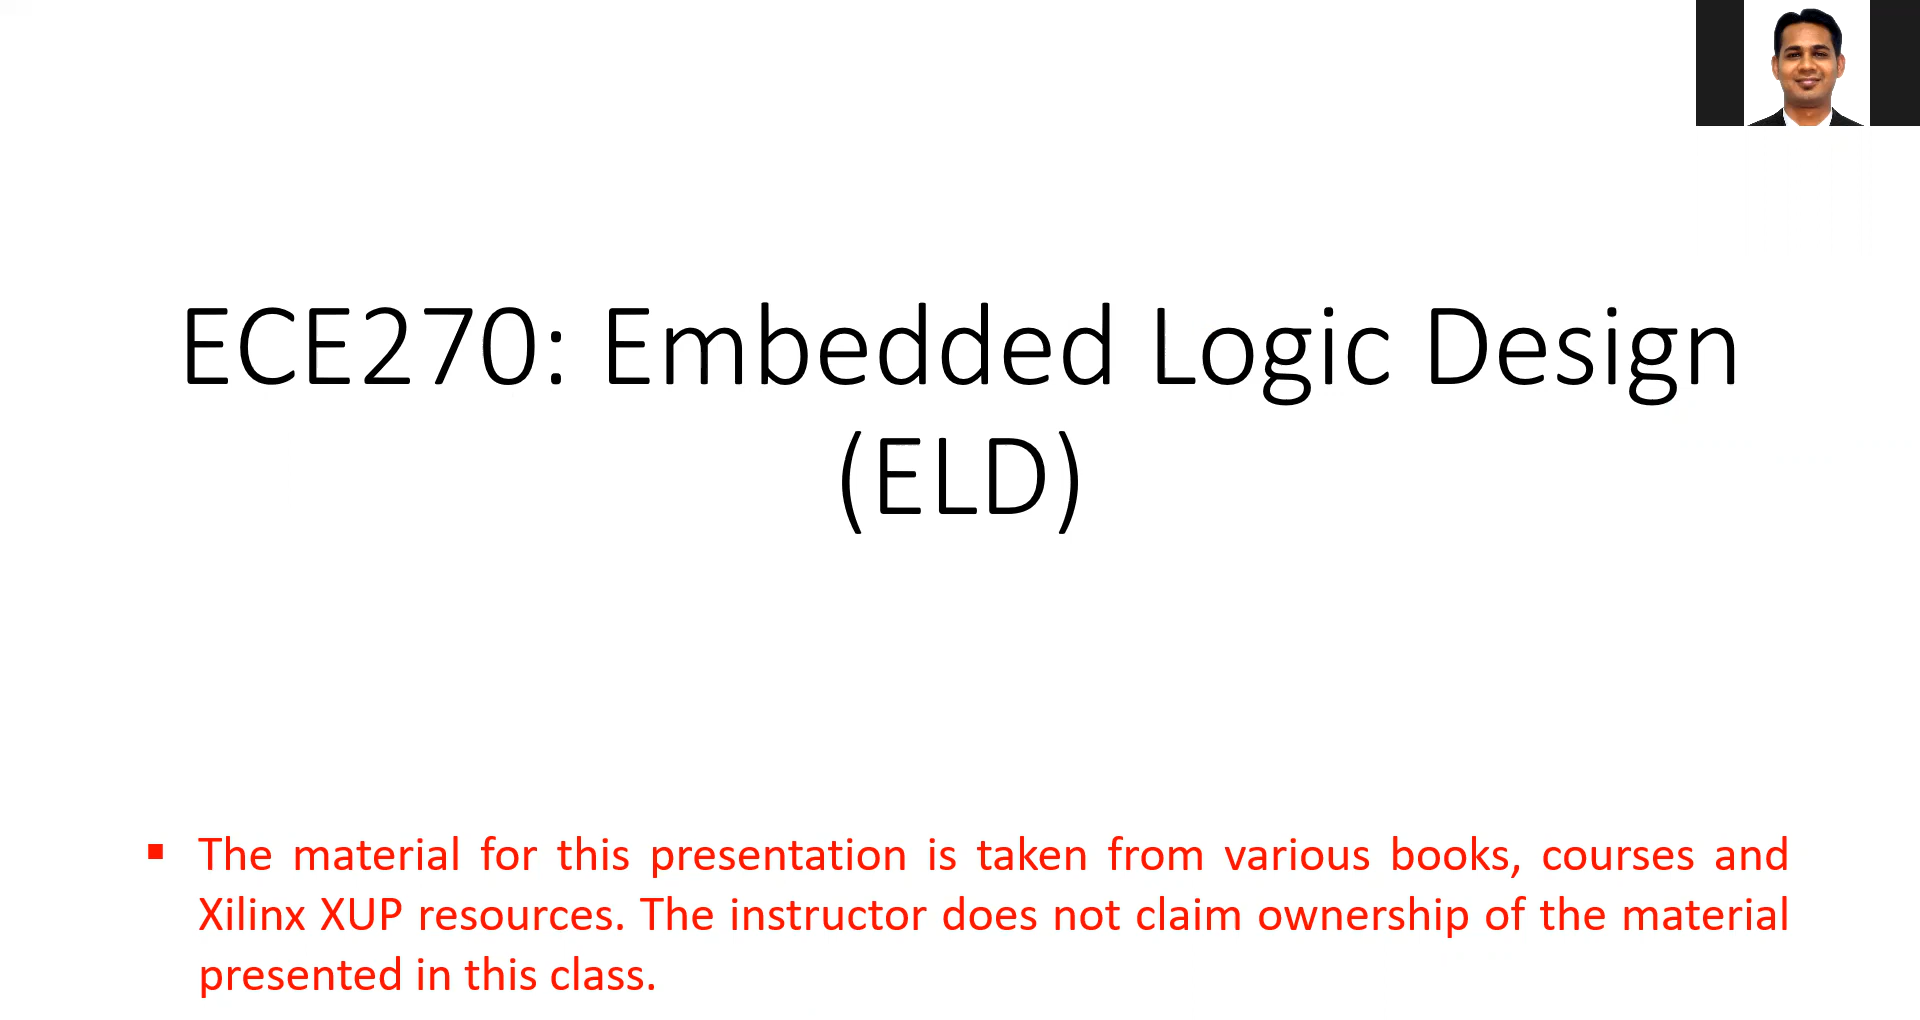 ECE270: Embedded Logic Design
(ELD)
▪ The material for this presentation is taken from various books, courses and
Xilinx XUP resources. The instructor does not claim ownership of the material
presented in this class.